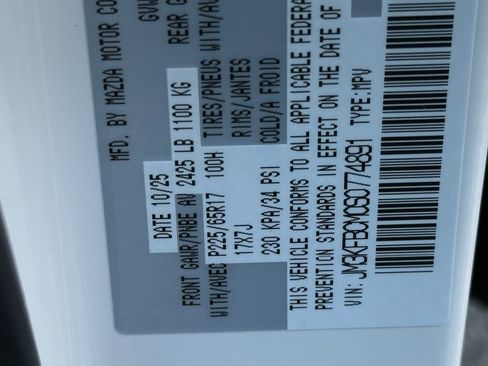 MFD. BY MAZDA MOTOR CO
DATE 10/25
GVW
FRONT GAWR/PNBE AV 2425 LB 1100 KG
REAR G
WITH/AVEC P225/65R17 100H TIRES/PNEUS WITH/AV
17X7J RIMS/JANTES
230 KPA/34 PSI COLD/A FROID
THIS VEHICLE CONFORMS TO ALL APPLICABLE FEDERA
PREVENTION STANDARDS IN EFFECT ON THE DATE OF
VIN: JM3KFBCM0S0774891 TYPE: MPV